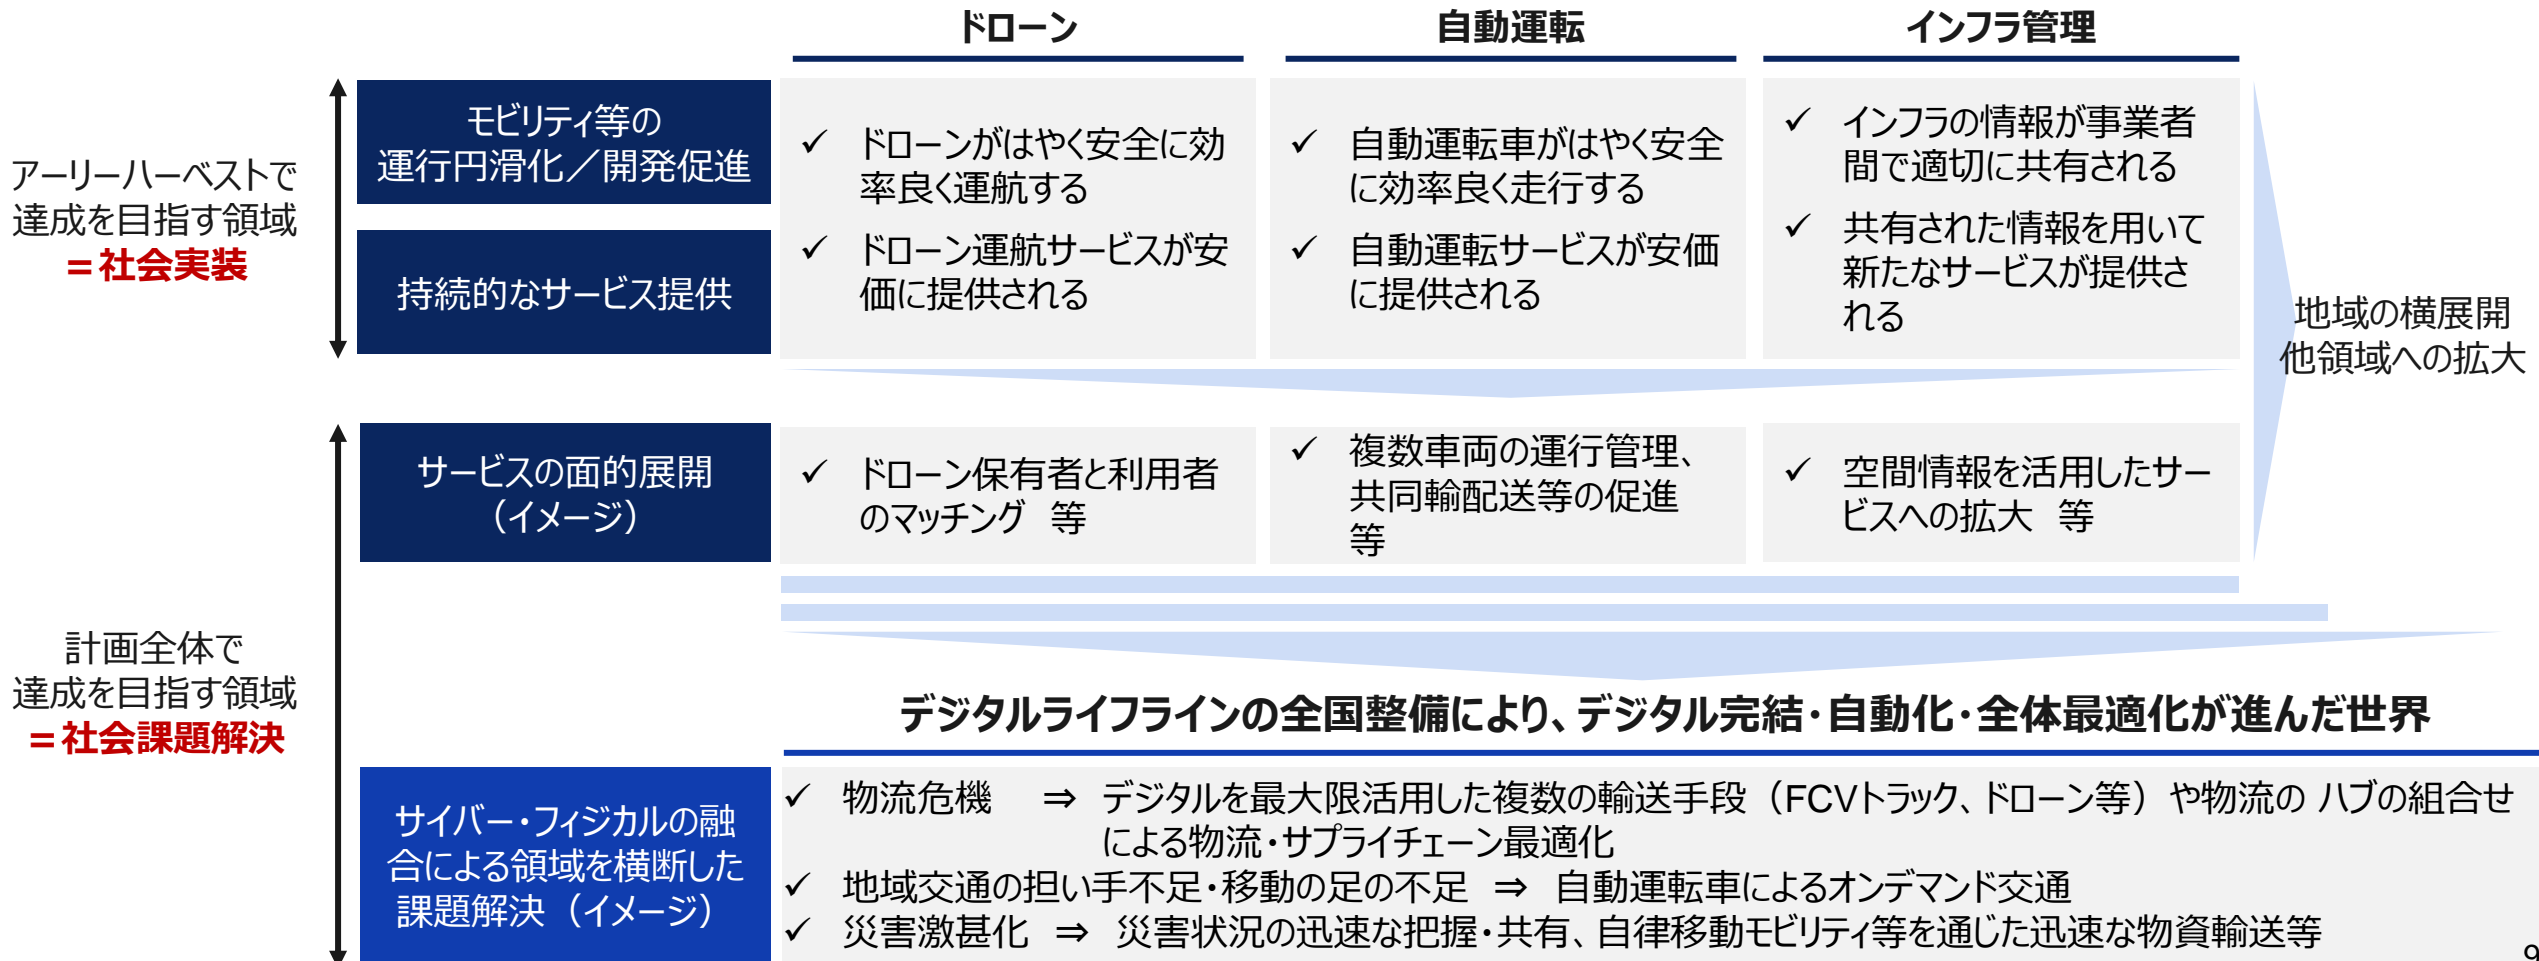 ドローン
自動運転
インフラ管理
アーリーハーベストで
達成を目指す領域
=社会実装
モビリティ等の
運行円滑化／開発促進
持続的なサービス提供
✓ ドローンがはやく安全に効
率良く運航する
✓ ドローン運航サービスが安
価に提供される
✓ 自動運転車がはやく安全
に効率良く走行する
✓ 自動運転サービスが安価
に提供される
✓ インフラの情報が事業者
間で適切に共有される
✓ 共有された情報を用いて
新たなサービスが提供さ
れる
地域の横展開
他領域への拡大
計画全体で
達成を目指す領域
=社会課題解決
サービスの面的展開
（イメージ）
✓ ドローン保有者と利用者
のマッチング　等
✓ 複数車両の運行管理、
共同輸配送等の促進
等
✓ 空間情報を活用したサー
ビスへの拡大　等
デジタルライフラインの全国整備により、デジタル完結・自動化・全体最適化が進んだ世界
サイバー・フィジカルの融
合による領域を横断した
課題解決（イメージ）
✓ 物流危機　⇒ デジタルを最大限活用した複数の輸送手段（FCVトラック、ドローン等）や物流の ハブの組合せ
による物流・サプライチェーン最適化
✓ 地域交通の担い手不足・移動の足の不足 ⇒ 自動運転車によるオンデマンド交通
✓ 災害激甚化 ⇒ 災害状況の迅速な把握・共有、自律移動モビリティ等を通じた迅速な物資輸送等
9